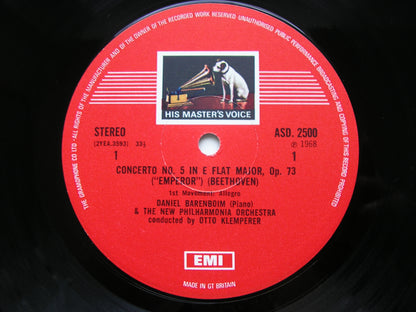 THE GRAMOPHONE CO LTD · ALL RIGHTS OF THE MANUFACTURER AND OF THE OWNER OF THE RECORDED WORK RESERVED UNAUTHORISED PUBLIC PERFORMANCE BROADCASTING AND COPYING OF THIS RECORD PROHIBITED
HIS MASTER'S VOICE
STEREO
ASD. 2500
(2YEA.3593) 33⅓
℗ 1968
1
1
CONCERTO NO. 5 IN E FLAT MAJOR, Op. 73
("EMPEROR") (BEETHOVEN)
1st Movement: Allegro
DANIEL BARENBOIM (Piano)
& THE NEW PHILHARMONIA ORCHESTRA
conducted by OTTO KLEMPERER
EMI
MADE IN GT BRITAIN